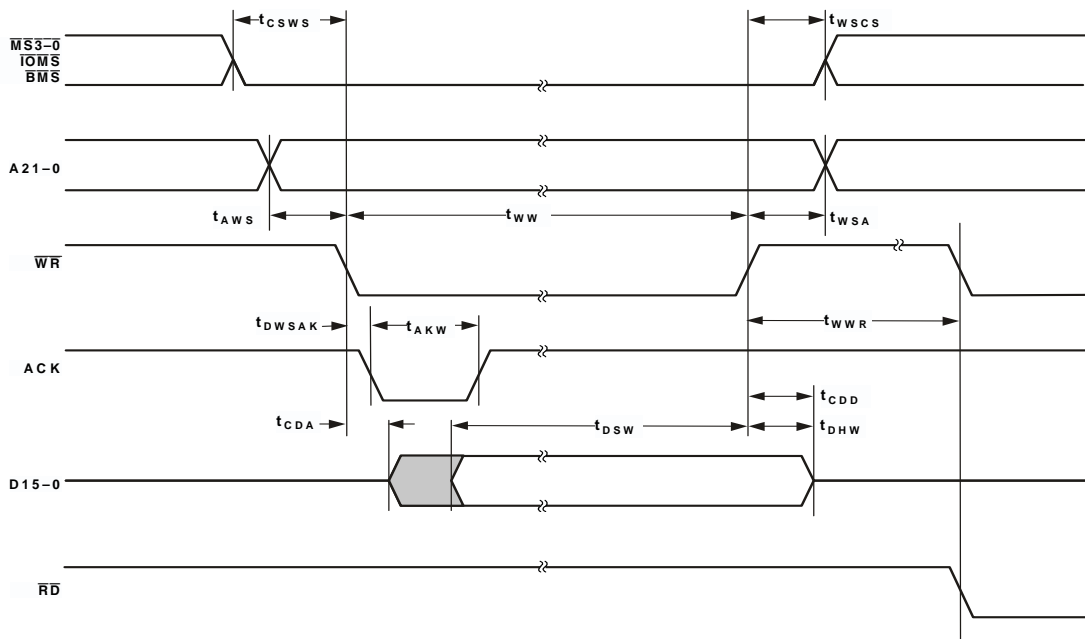 tCSWS
tWSCS
MS3–0
IOMS
BMS
A21–0
tAWS
tWW
tWSA
WR
tDWSAK
tAKW
tWWR
ACK
tCDD
tCDA
tDSW
tDHW
D15–0
RD